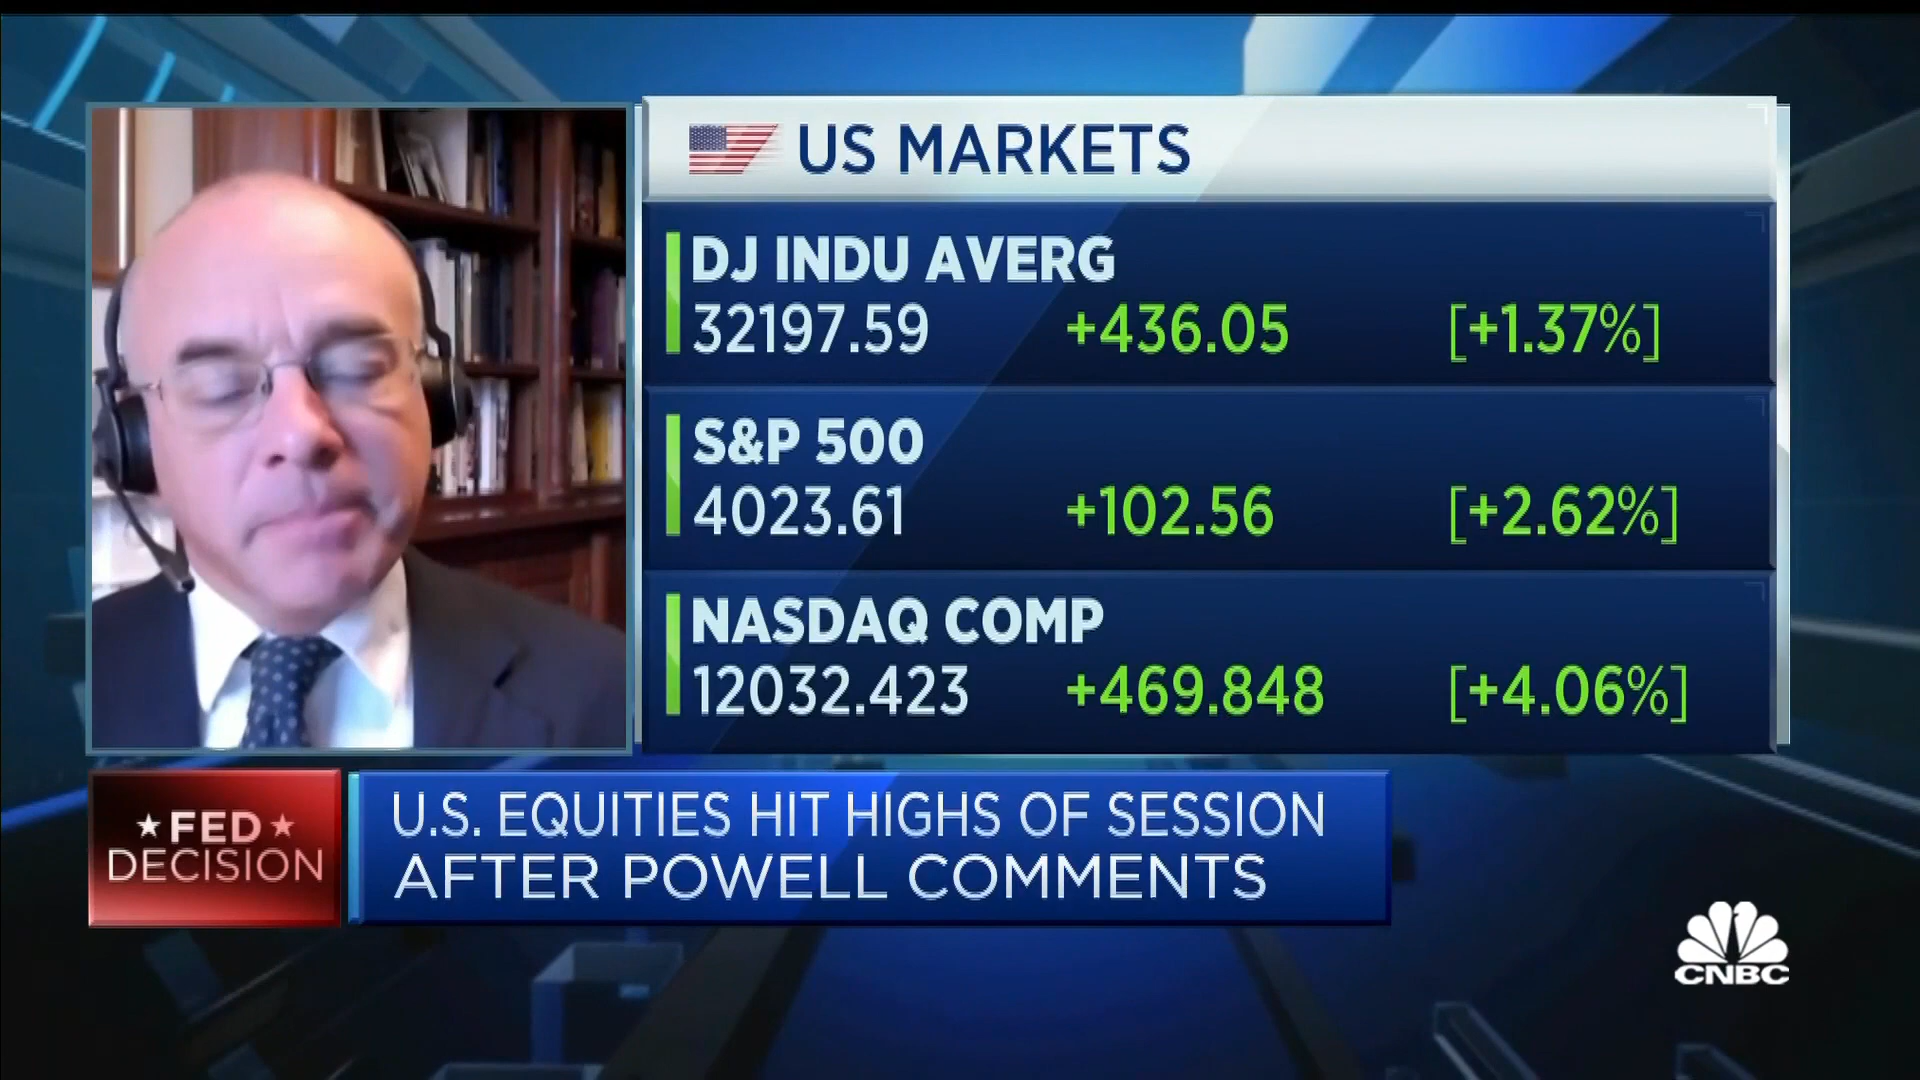 US MARKETS
DJ INDU AVERG
32197.59 +436.05 [+1.37%]
S&P 500
4023.61 +102.56 [+2.62%]
NASDAQ COMP
12032.423 +469.848 [+4.06%]
FED
DECISION
U.S. EQUITIES HIT HIGHS OF SESSION
AFTER POWELL COMMENTS
CNBC